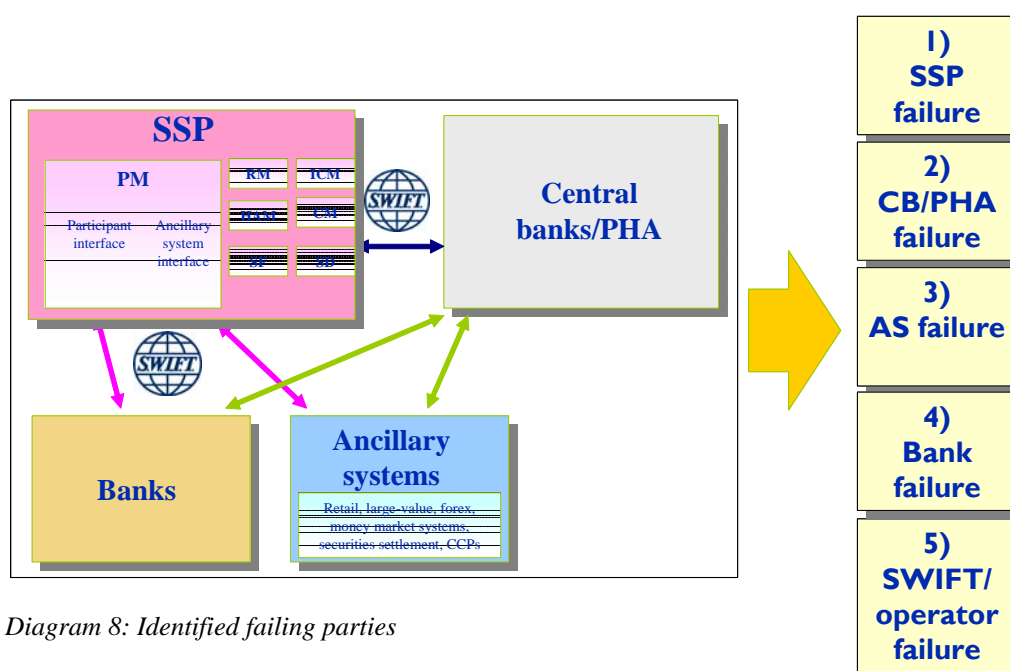 SSP
PM
Participant
interface
Ancillary
system
interface
RM
ICM
HAM
CM
SF
SD
SWIFT
Central
banks/PHA
SWIFT
Banks
Ancillary
systems
Retail, large-value, forex,
money market systems,
securities settlement, CCPs
1)
SSP
failure
2)
CB/PHA
failure
3)
AS failure
4)
Bank
failure
5)
SWIFT/
operator
failure
Diagram 8: Identified failing parties